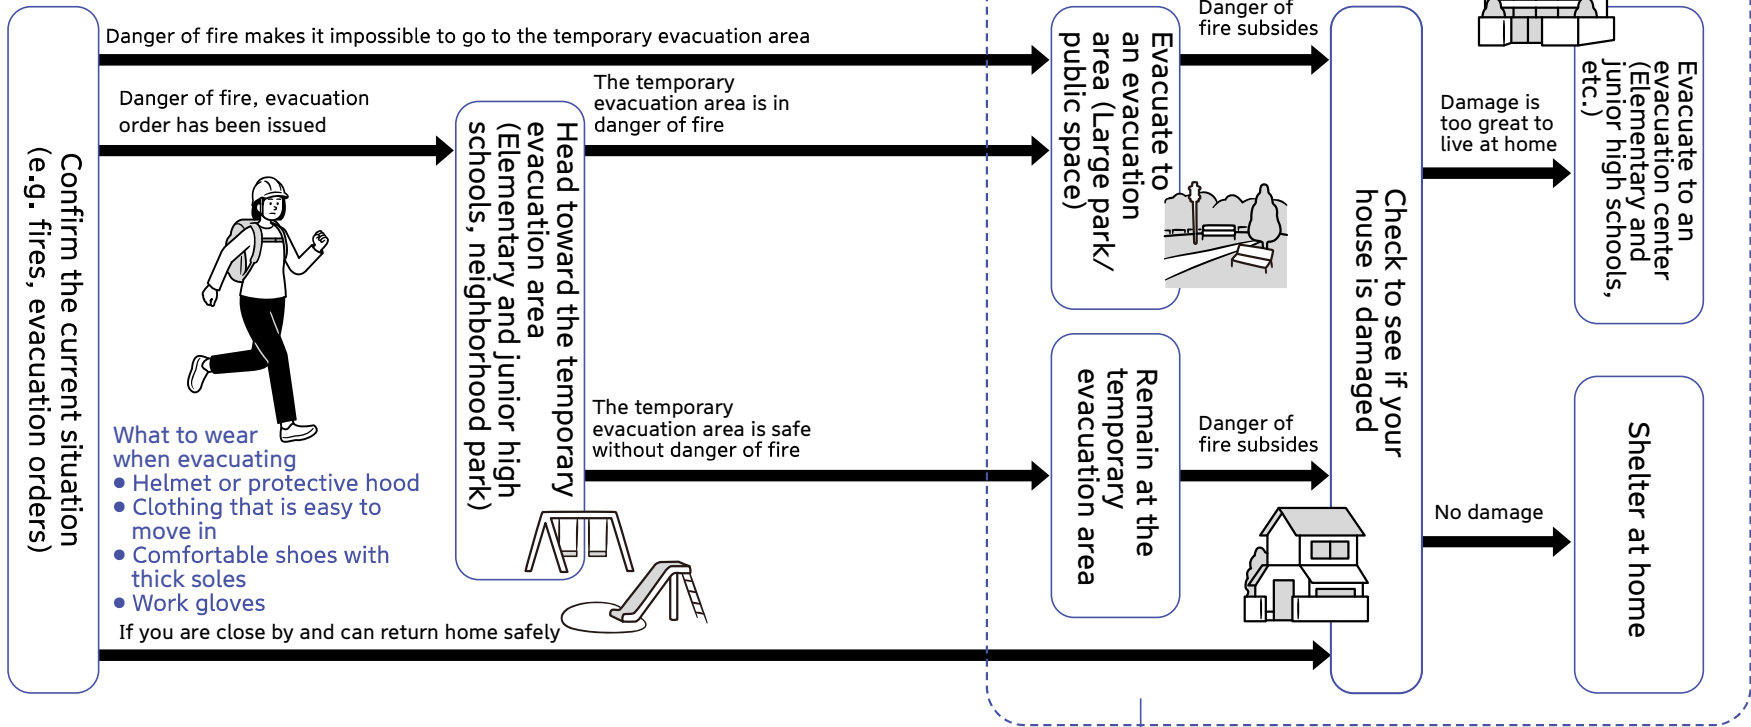 Confirm the current situation
(e.g. fires, evacuation orders)
Danger of fire makes it impossible to go to the temporary evacuation area
Danger of fire, evacuation
order has been issued
What to wear
when evacuating
● Helmet or protective hood
● Clothing that is easy to
move in
● Comfortable shoes with
thick soles
● Work gloves
If you are close by and can return home safely
Head toward the temporary
evacuation area
(Elementary and junior high
schools, neighborhood park)
The temporary
evacuation area is in
danger of fire
The temporary
evacuation area is safe
without danger of fire
Evacuate to
an evacuation
area (Large park/
public space)
Remain at the
temporary
evacuation area
Danger of
fire subsides
Danger of
fire subsides
Check to see if your
house is damaged
Damage is
too great to
live at home
No damage
Evacuate to an
evacuation center
(Elementary and
junior high schools,
etc.)
Shelter at home